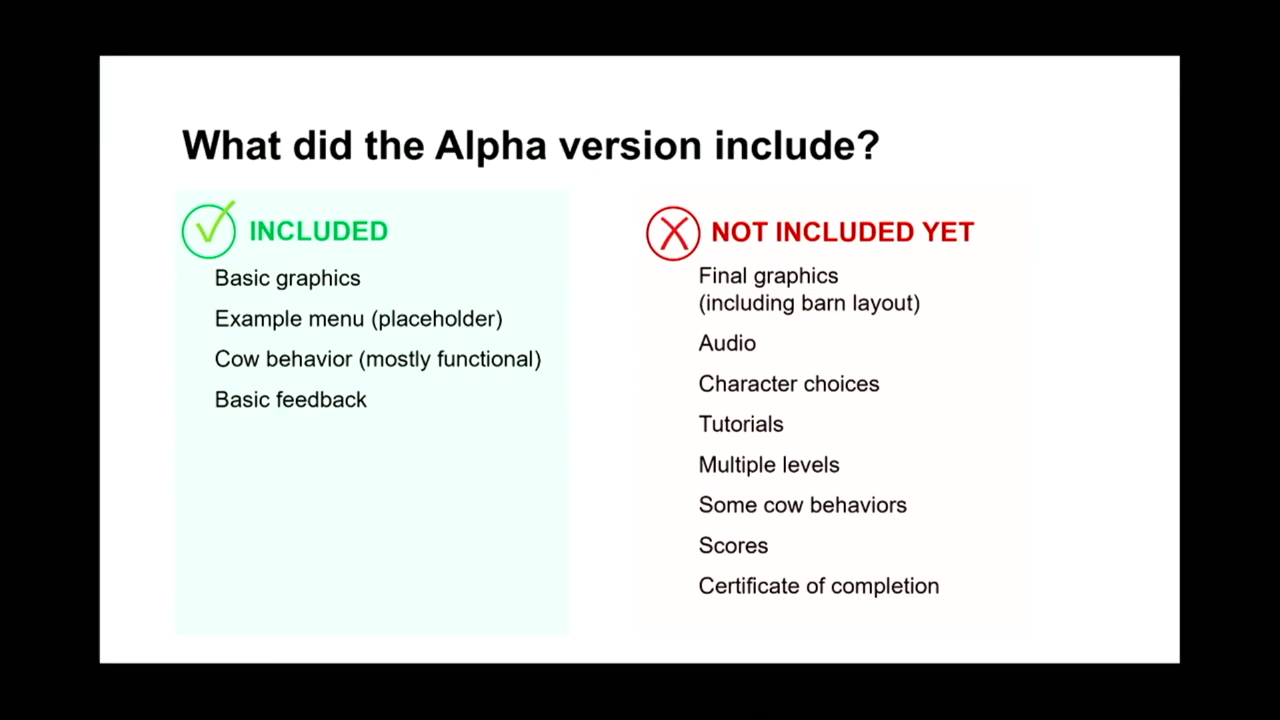 What did the Alpha version include?
INCLUDED
Basic graphics
Example menu (placeholder)
Cow behavior (mostly functional)
Basic feedback
NOT INCLUDED YET
Final graphics
(including barn layout)
Audio
Character choices
Tutorials
Multiple levels
Some cow behaviors
Scores
Certificate of completion